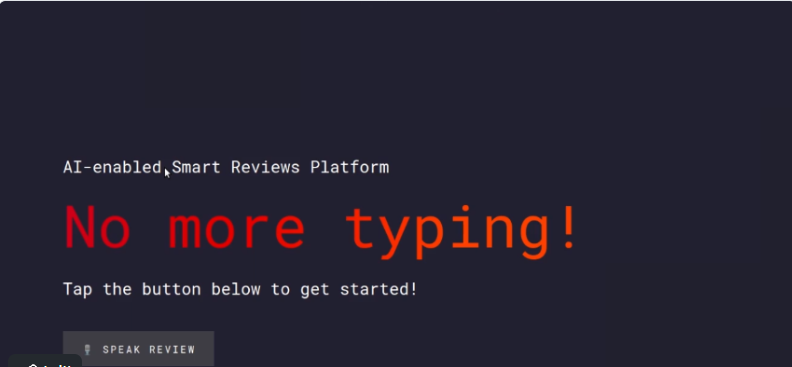 AI-enabled Smart Reviews Platform
No more typing!
Tap the button below to get started!
SPEAK REVIEW